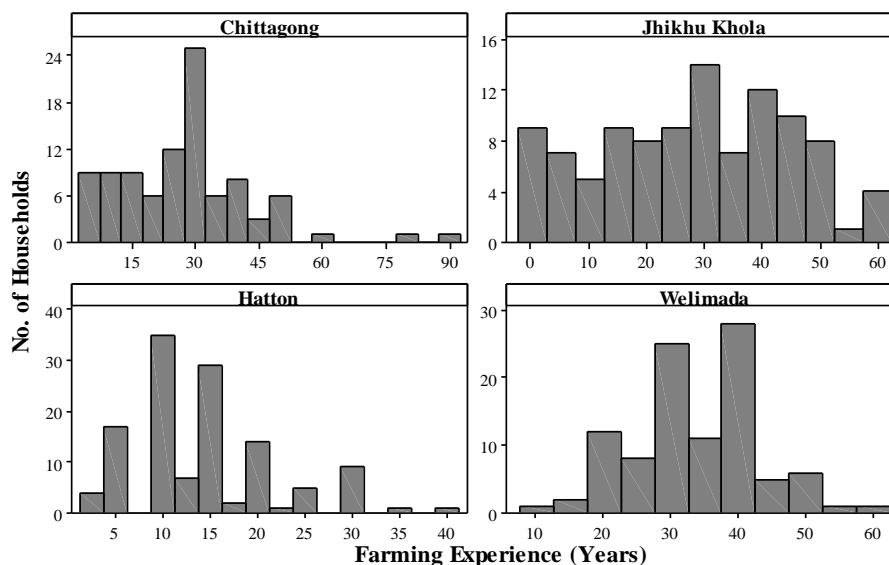 Chittagong
Jhikhu Khola
24
18
12
6
0
15 30 45 60 75 90
16
12
8
4
0
0 10 20 30 40 50 60
No. of Households
Hatton
Welimada
40
30
20
10
0
5 10 15 20 25 30 35 40
30
20
10
0
10 20 30 40 50 60
Farming Experience (Years)